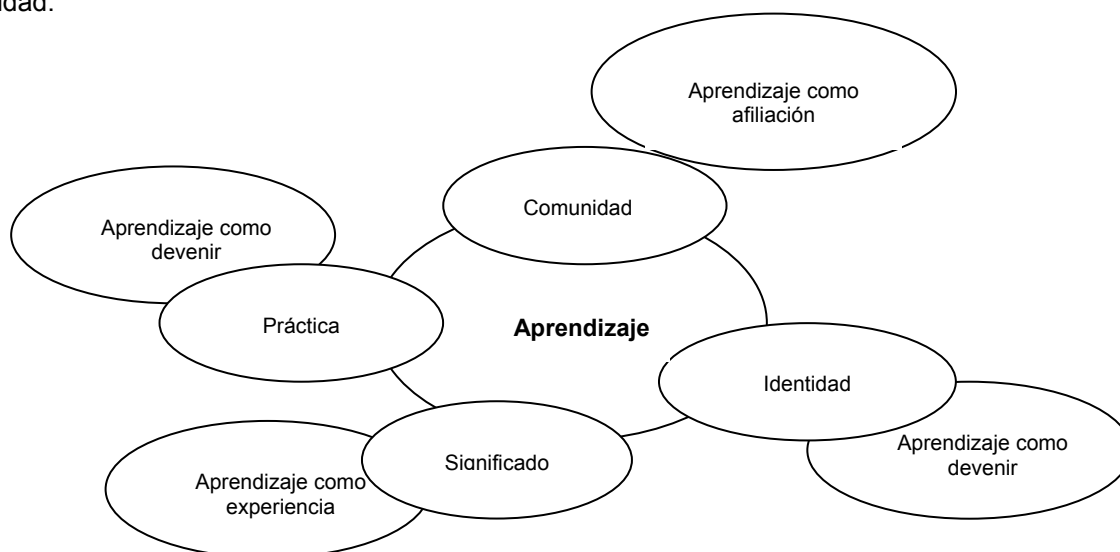 idad.
Aprendizaje como
afiliación
Comunidad
Aprendizaje como
devenir
Práctica
Aprendizaje
Identidad
Aprendizaje como
devenir
Significado
Aprendizaje como
experiencia